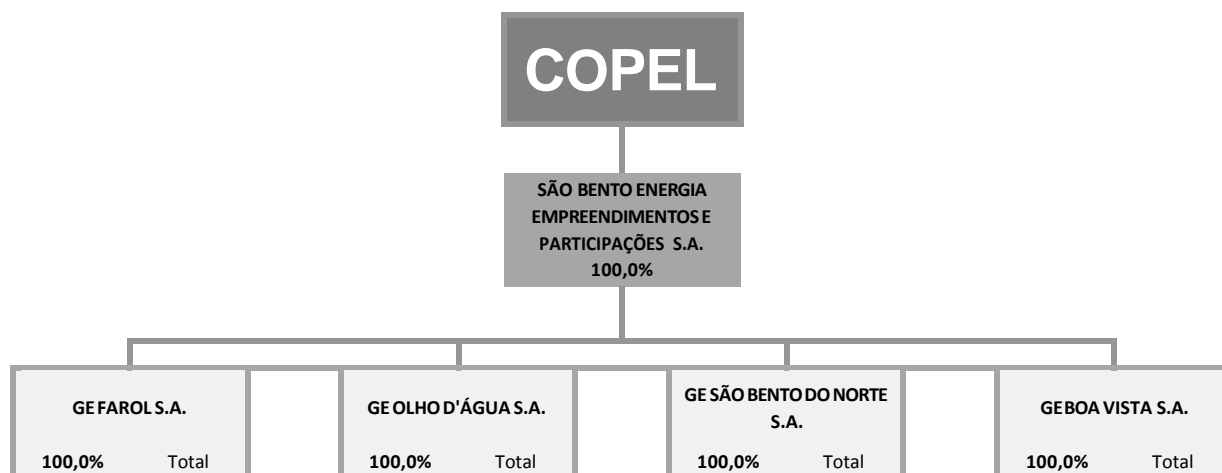 COPEL
SÃO BENTO ENERGIA
EMPREENDIMENTOS E
PARTICIPAÇÕES S.A.
100,0%
GE FAROL S.A.
100,0% Total
GE OLHO D'ÁGUA S.A.
100,0% Total
GE SÃO BENTO DO NORTE
S.A.
100,0% Total
GE BOA VISTA S.A.
100,0% Total